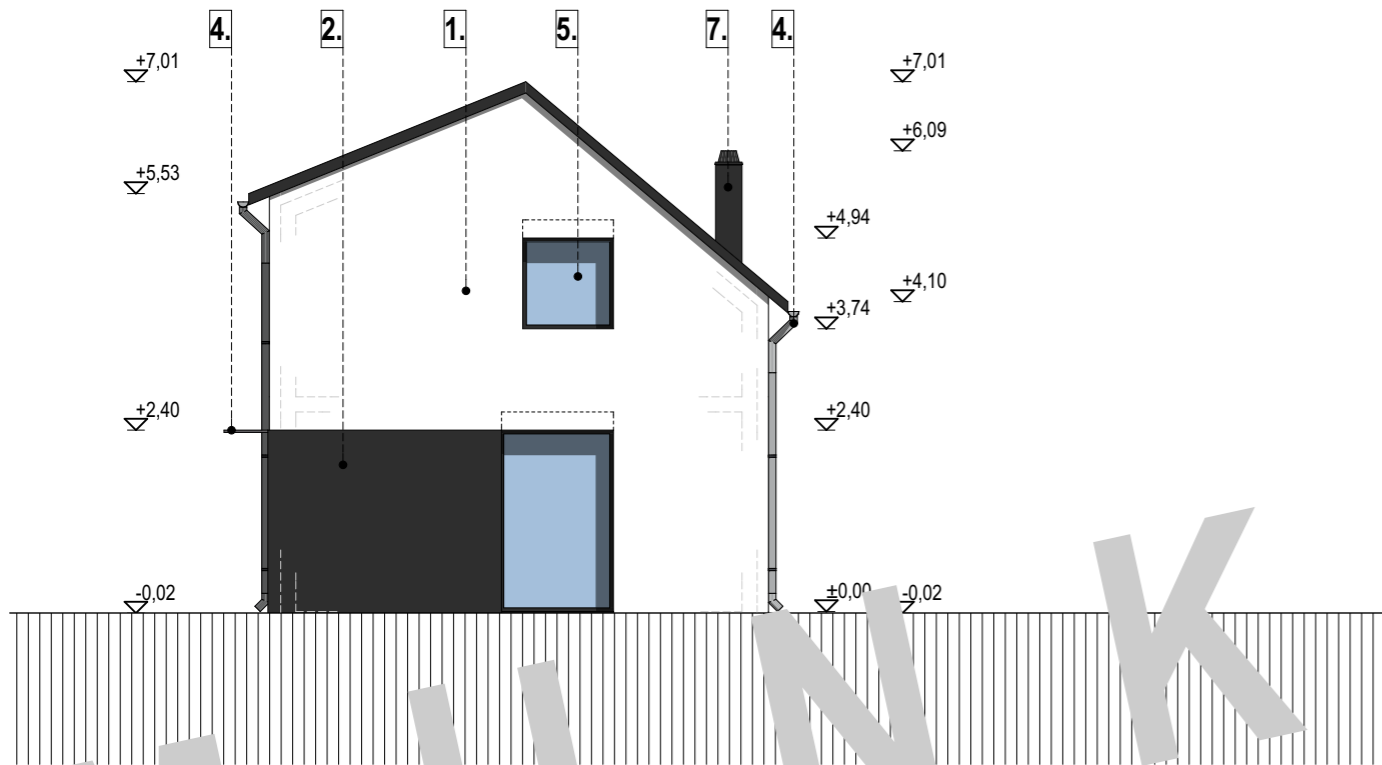 4. 2. 1. 5. 7. 4.
+7,01 +7,01
+6,09
+5,53
+4,94
+4,10
+3,74
+2,40 +2,40
-0,02 ±0,00 -0,02
N K